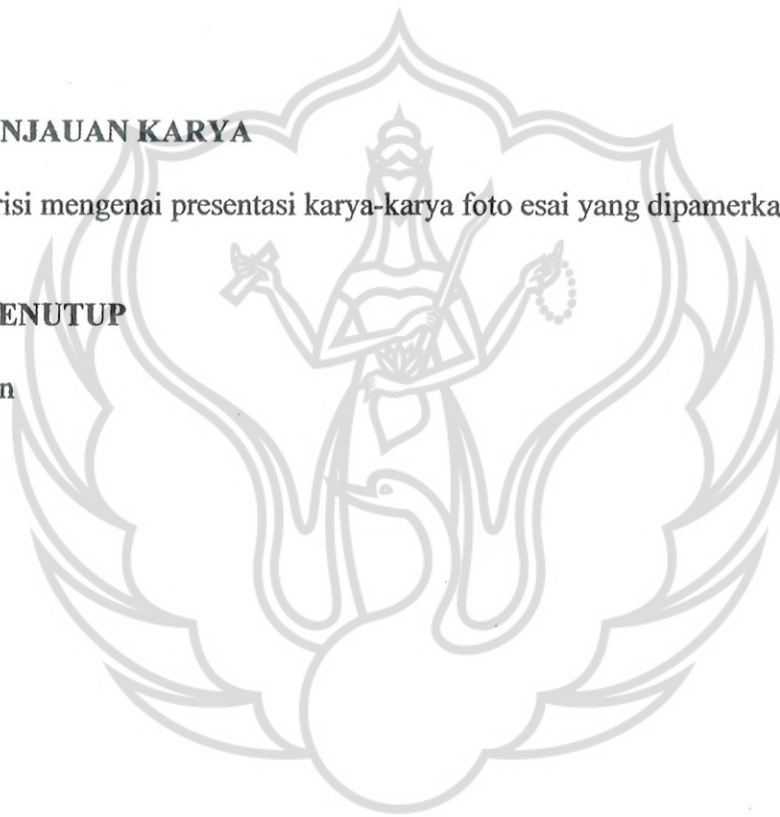 NJAUAN KARYA
risi mengenai presentasi karya-karya foto esai yang dipamerka
ENUTUP
n